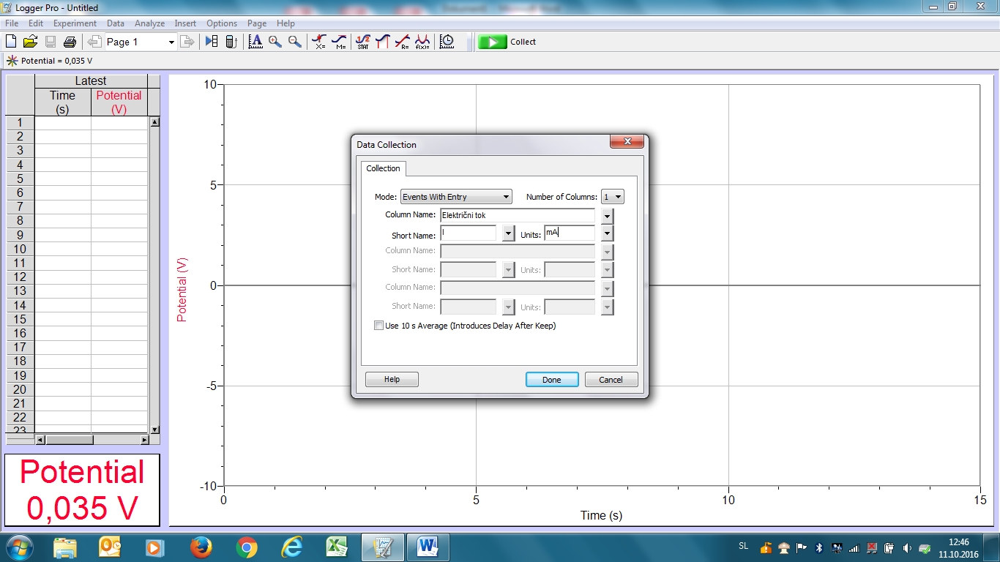 Logger Pro - Untitled
File Edit Experiment Data Analyze Insert Options Page Help
Page 1
X= M= STAT R= f(x)= Collect
Potential = 0,035 V
Latest
Time (s) Potential (V)
1
2
3
4
5
6
7
8
9
10
11
12
13
14
15
16
17
18
19
20
21
22
23
Potential
0,035 V
10
5
0
-5
-10
Potential (V)
0 5 10 15
Time (s)
Data Collection
Collection
Mode: Events With Entry Number of Columns: 1
Column Name: Električni tok
Short Name: I Units: mA
Column Name:
Short Name: Units:
Column Name:
Short Name: Units:
Use 10 s Average (Introduces Delay After Keep)
Help Done Cancel
SL
12:46
11.10.2016